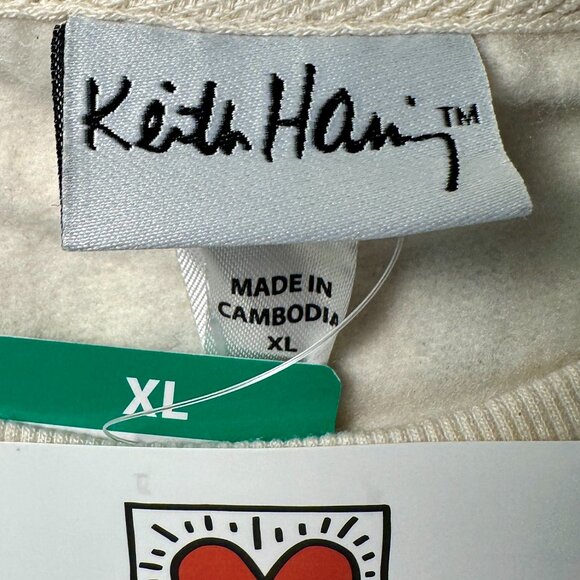 Keith Haring™
MADE IN
CAMBODIA
XL
XL